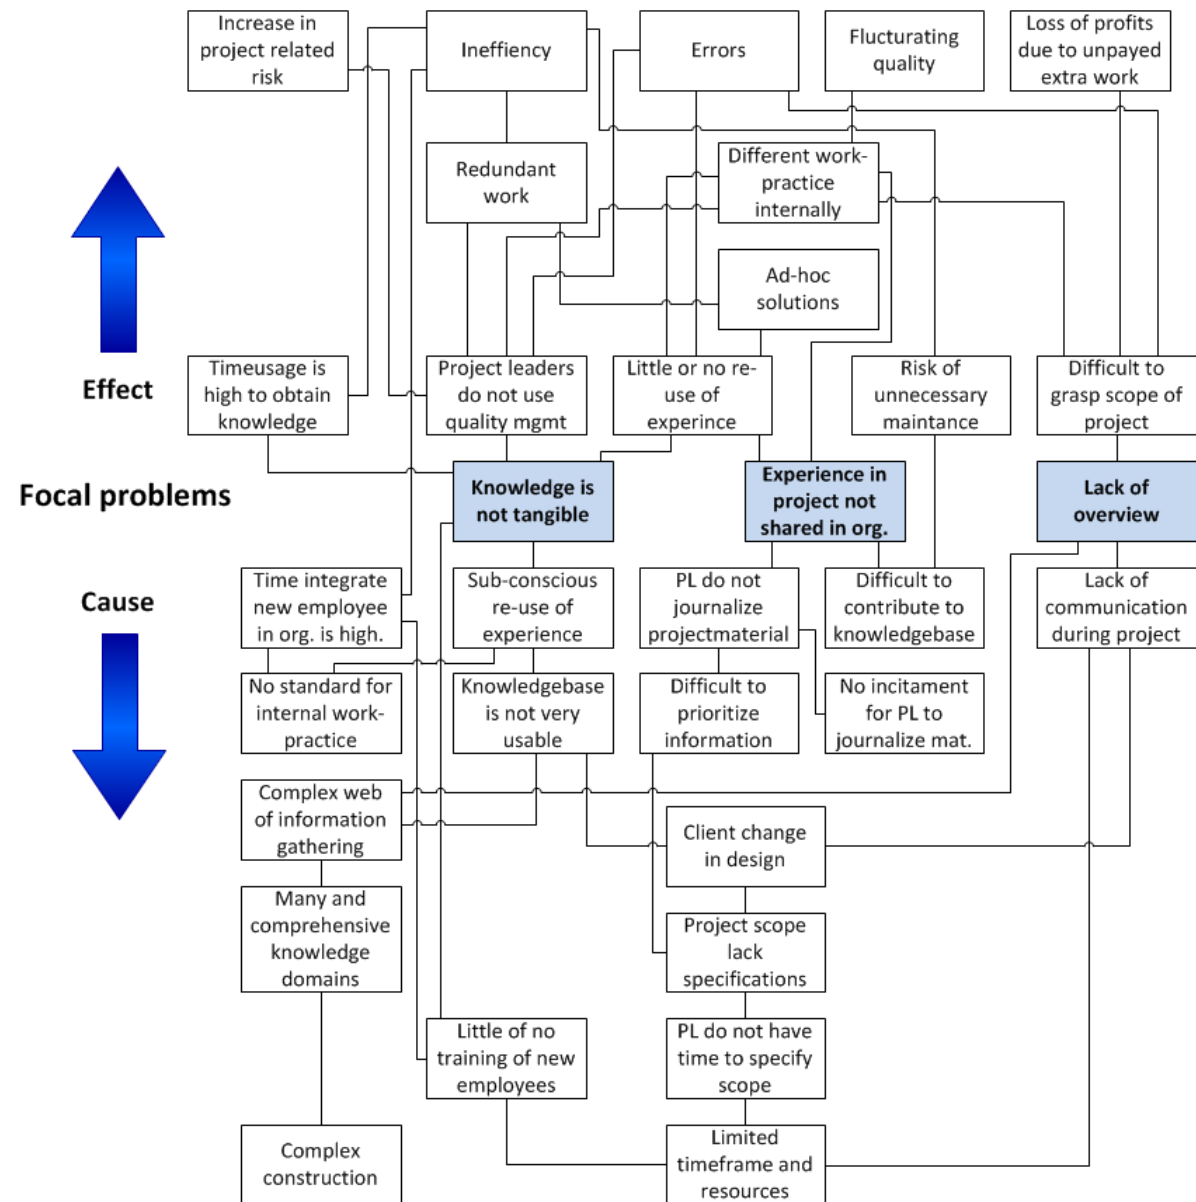 Increase in
project related
risk
Ineffiency
Errors
Flucturating
quality
Loss of profits
due to unpayed
extra work
Redundant
work
Different work-
practice
internally
Ad-hoc
solutions
Effect
Timeusage is
high to obtain
knowledge
Project leaders
do not use
quality mgmt
Little or no re-
use of
experince
Risk of
unnecessary
maintance
Difficult to
grasp scope of
project
Focal problems
Knowledge is
not tangible
Experience in
project not
shared in org.
Lack of
overview
Cause
Time integrate
new employee
in org. is high.
Sub-conscious
re-use of
experience
PL do not
journalize
projectmaterial
Difficult to
contribute to
knowledgebase
Lack of
communication
during project
No standard for
internal work-
practice
Knowledgebase
is not very
usable
Difficult to
prioritize
information
No incitament
for PL to
journalize mat.
Complex web
of information
gathering
Client change
in design
Many and
comprehensive
knowledge
domains
Project scope
lack
specifications
Little of no
training of new
employees
PL do not have
time to specify
scope
Complex
construction
Limited
timeframe and
resources